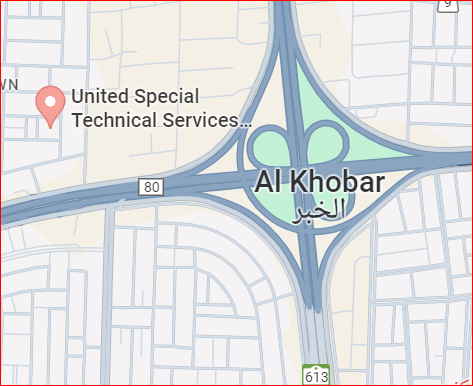 9
WN
United Special
Technical Services...
80
Al Khobar
الخبر
613